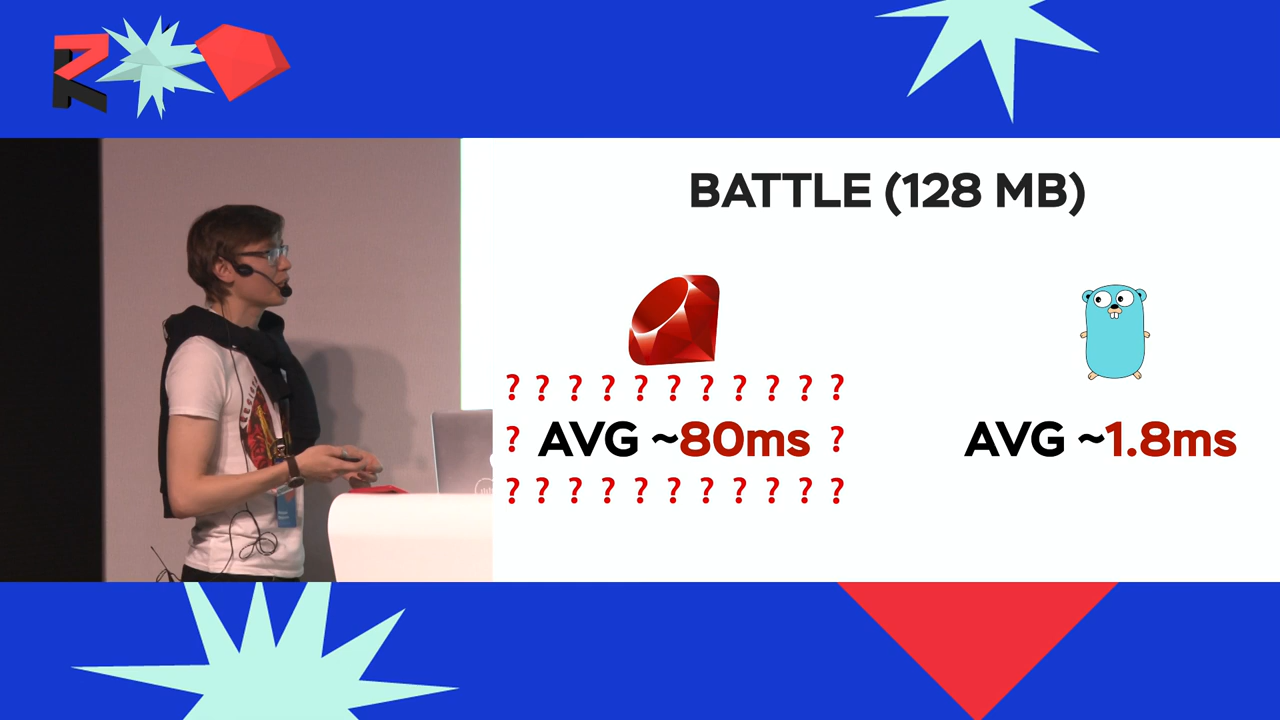 BATTLE (128 MB)
? ? ? ? ? ? ? ? ? ? ?
? AVG ~80ms ?
? ? ? ? ? ? ? ? ? ? ?
AVG ~1.8ms